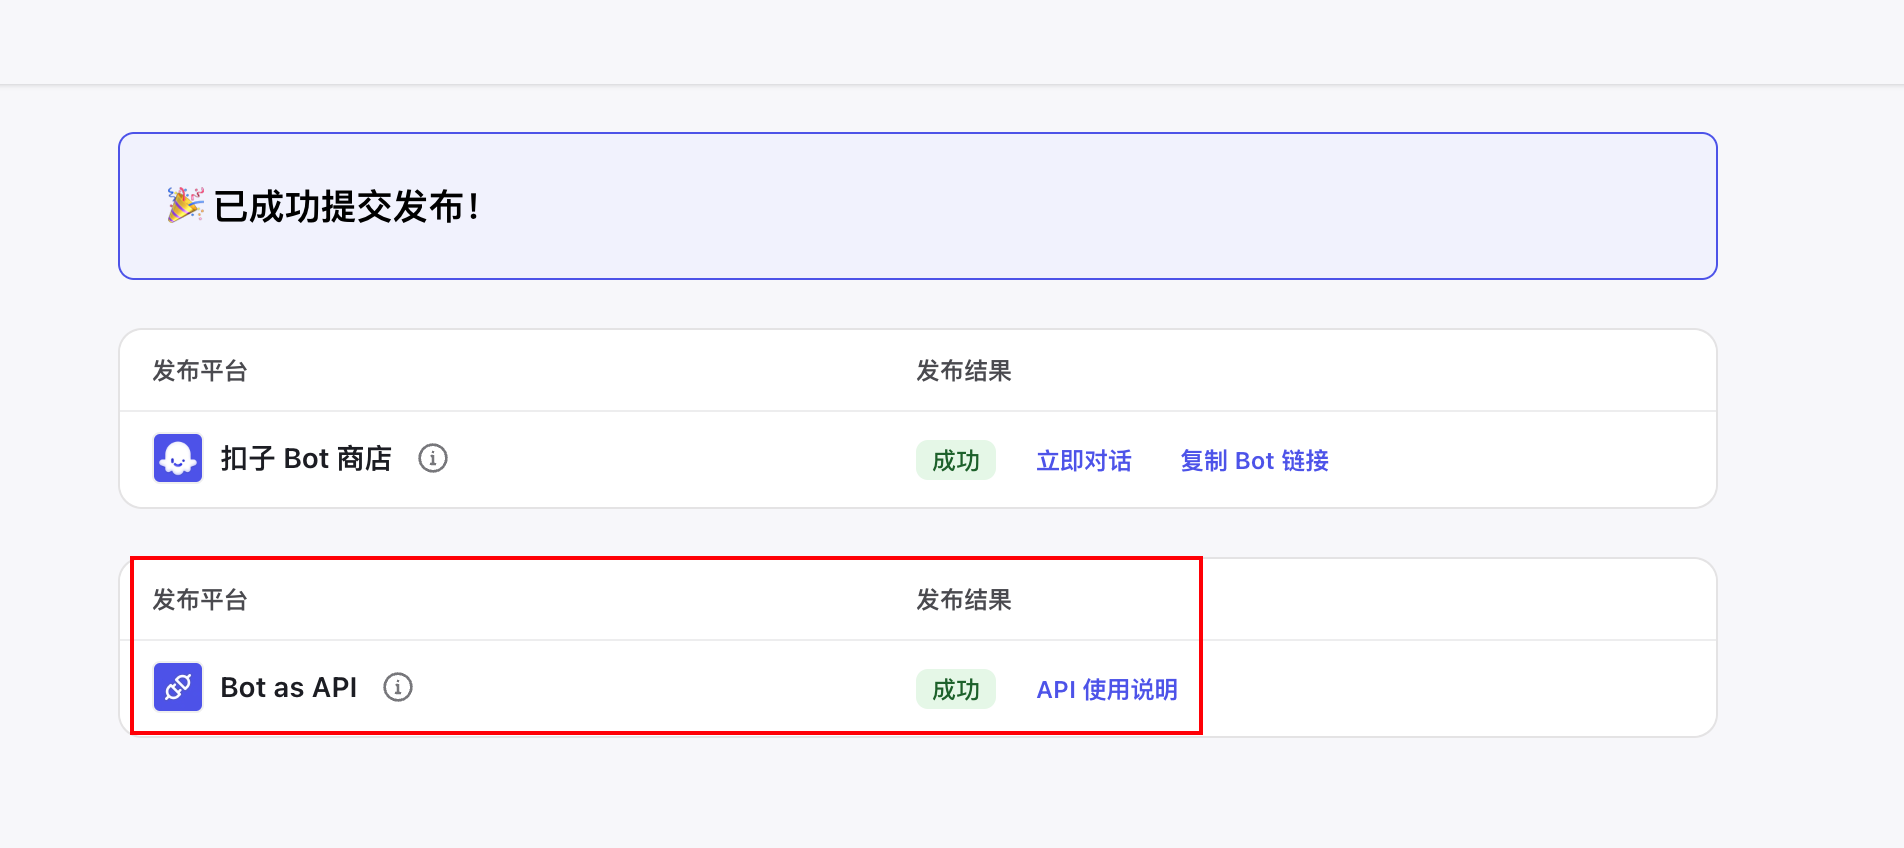 🎉 已成功提交发布！
发布平台 发布结果
扣子 Bot 商店 成功 立即对话 复制 Bot 链接
发布平台 发布结果
Bot as API 成功 API 使用说明